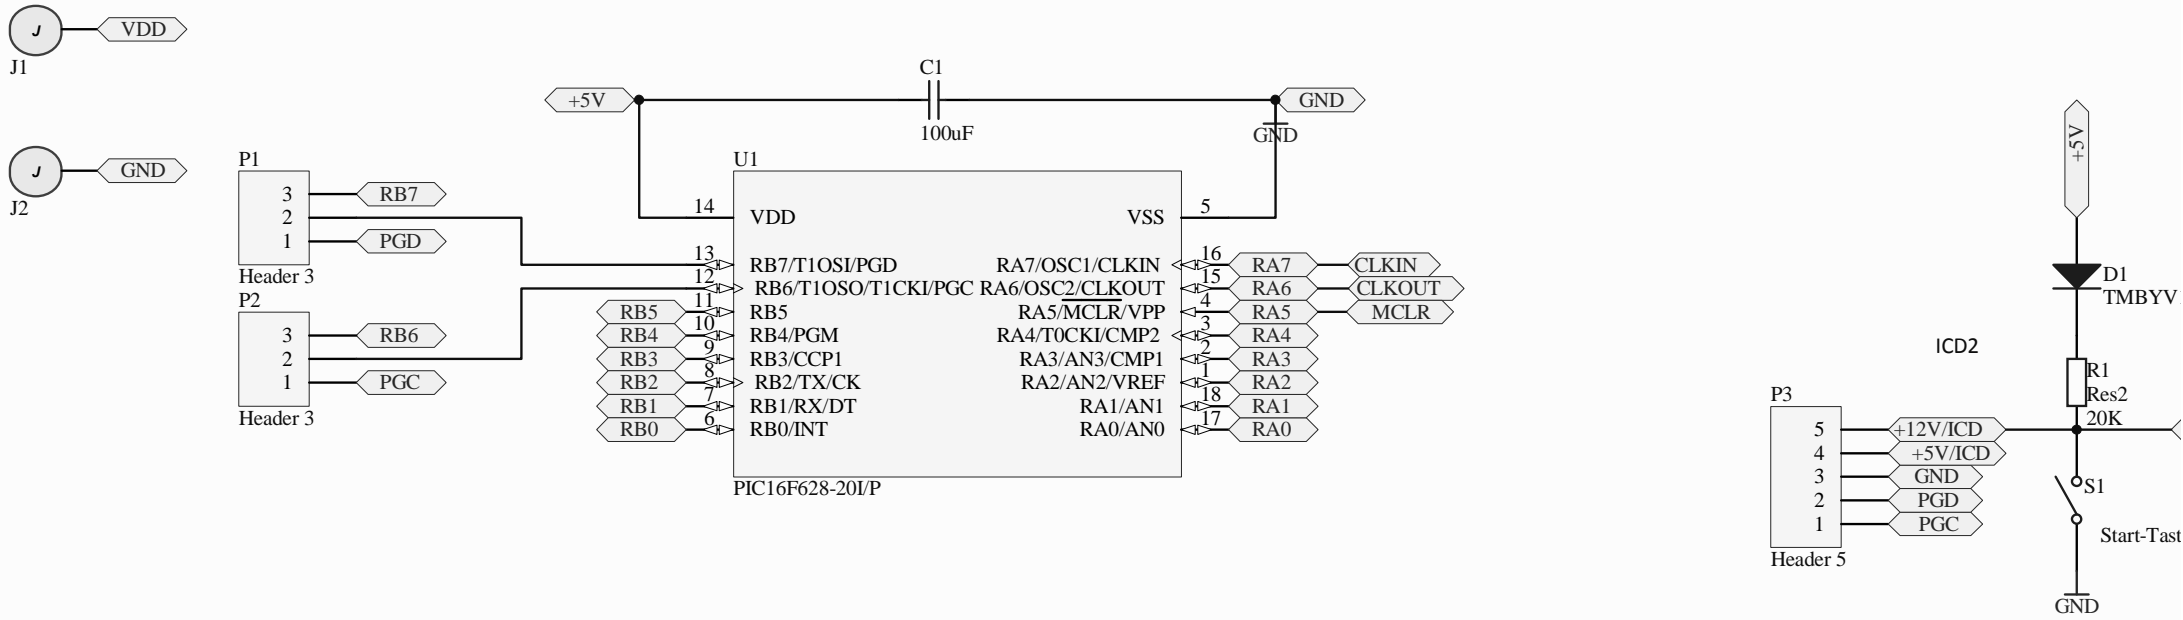 J
VDD
J1
J
GND
J2
P1
3
RB7
2
1
PGD
Header 3
P2
3
RB6
2
1
PGC
Header 3
C1
+5V
GND
100uF
GND
U1
14
VDD
VSS
5
13
RB7/T1OSI/PGD
RA7/OSC1/CLKIN
16
RA7
CLKIN
12
RB6/T1OSO/T1CKI/PGC
RA6/OSC2/CLKOUT
15
RA6
CLKOUT
RB5
11
RB5
RA5/MCLR/VPP
4
RA5
MCLR
RB4
10
RB4/PGM
RA4/T0CKI/CMP2
3
RA4
RB3
9
RB3/CCP1
RA3/AN3/CMP1
2
RA3
RB2
8
RB2/TX/CK
RA2/AN2/VREF
1
RA2
RB1
7
RB1/RX/DT
RA1/AN1
18
RA1
RB0
6
RB0/INT
RA0/AN0
17
RA0
PIC16F628-20I/P
+5V
D1
TMBYV
ICD2
R1
Res2
20K
P3
5
+12V/ICD
4
+5V/ICD
3
GND
2
PGD
1
PGC
Header 5
S1
Start-Tast
GND